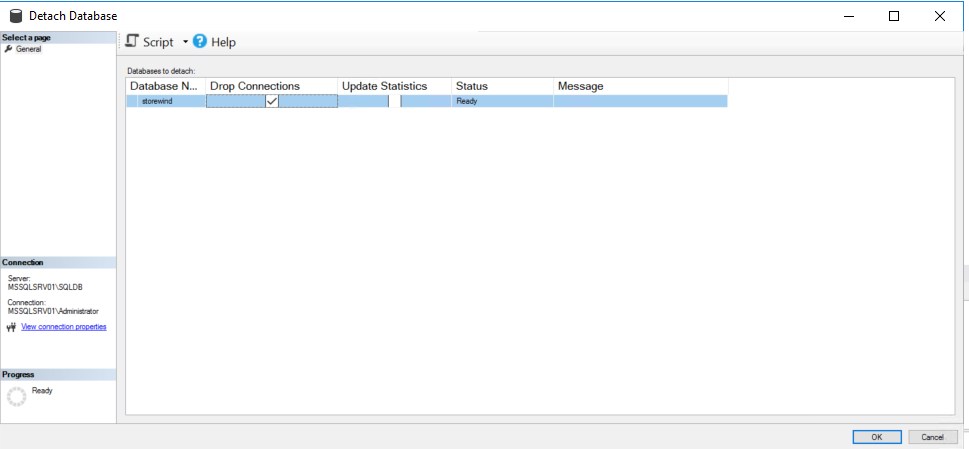 Detach Database
Select a page
General
Script
Help
Databases to detach:
Database N... Drop Connections Update Statistics Status Message
storewind Ready
Connection
Server:
MSSQLSRV01\SQLDB
Connection:
MSSQLSRV01\Administrator
View connection properties
Progress
Ready
OK Cancel